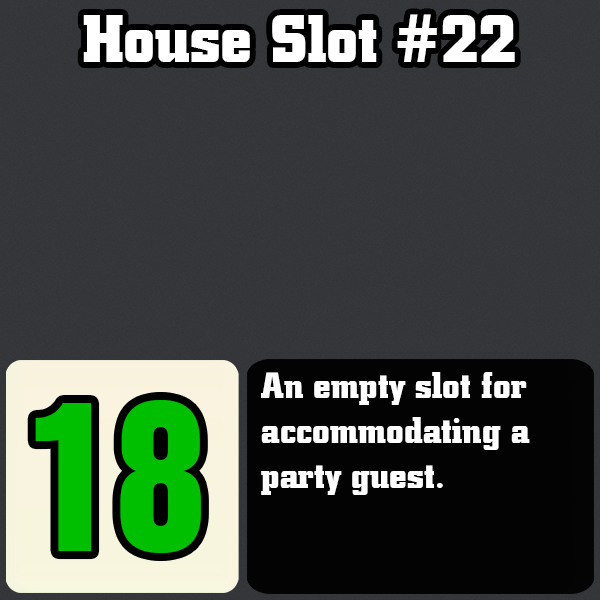 House Slot #22
18
An empty slot for
accommodating a
party guest.